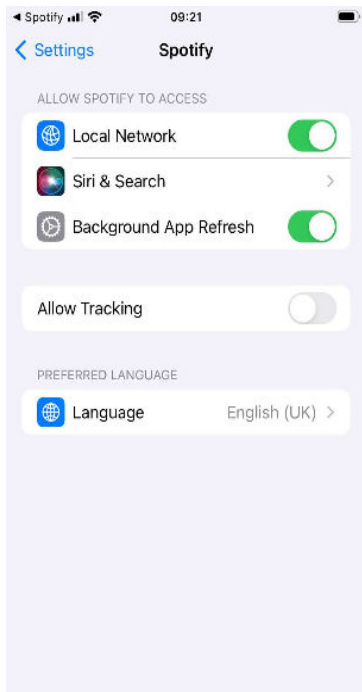 Spotify 09:21
Settings Spotify
ALLOW SPOTIFY TO ACCESS
Local Network
Siri & Search
Background App Refresh
Allow Tracking
PREFERRED LANGUAGE
Language English (UK)